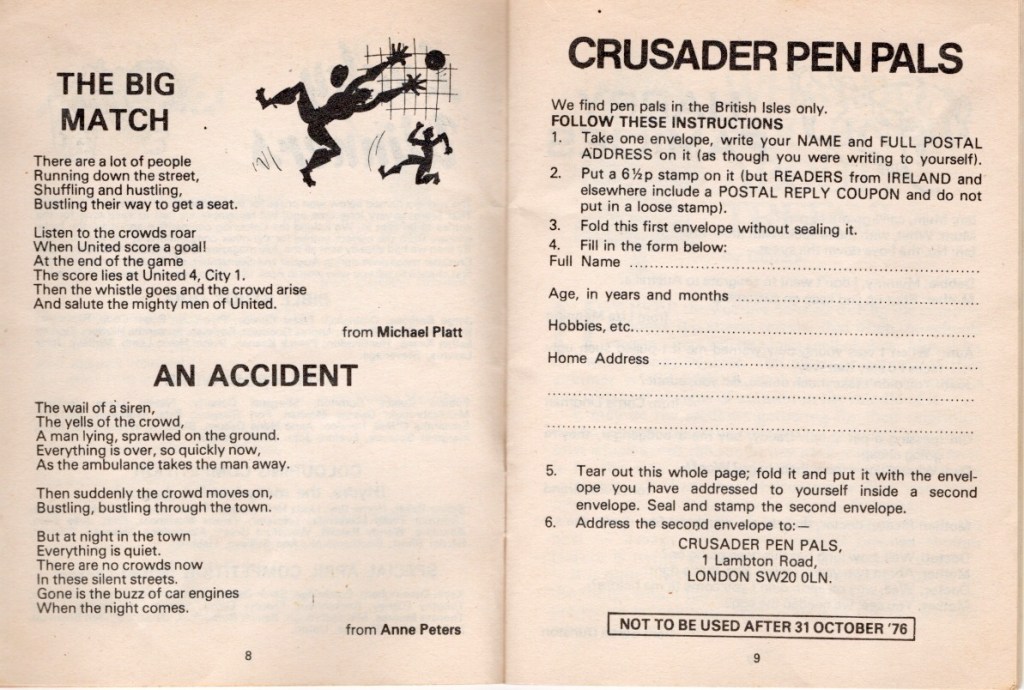 THE BIG
MATCH
There are a lot of people
Running down the street,
Shuffling and hustling,
Bustling their way to get a seat.
Listen to the crowds roar
When United score a goal!
At the end of the game
The score lies at United 4, City 1.
Then the whistle goes and the crowd arise
And salute the mighty men of United.
from Michael Platt
AN ACCIDENT
The wail of a siren,
The yells of the crowd,
A man lying, sprawled on the ground.
Everything is over, so quickly now,
As the ambulance takes the man away.
Then suddenly the crowd moves on,
Bustling, bustling through the town.
But at night in the town
Everything is quiet.
There are no crowds now
In these silent streets.
Gone is the buzz of car engines
When the night comes.
from Anne Peters
8
CRUSADER PEN PALS
We find pen pals in the British Isles only.
FOLLOW THESE INSTRUCTIONS
1. Take one envelope, write your NAME and FULL POSTAL
ADDRESS on it (as though you were writing to yourself).
2. Put a 6½p stamp on it (but READERS from IRELAND and
elsewhere include a POSTAL REPLY COUPON and do not
put in a loose stamp).
3. Fold this first envelope without sealing it.
4. Fill in the form below:
Full Name
Age, in years and months
Hobbies, etc.
Home Address
5. Tear out this whole page; fold it and put it with the envel-
ope you have addressed to yourself inside a second
envelope. Seal and stamp the second envelope.
6. Address the second envelope to:—
CRUSADER PEN PALS,
1 Lambton Road,
LONDON SW20 0LN.
NOT TO BE USED AFTER 31 OCTOBER '76
9